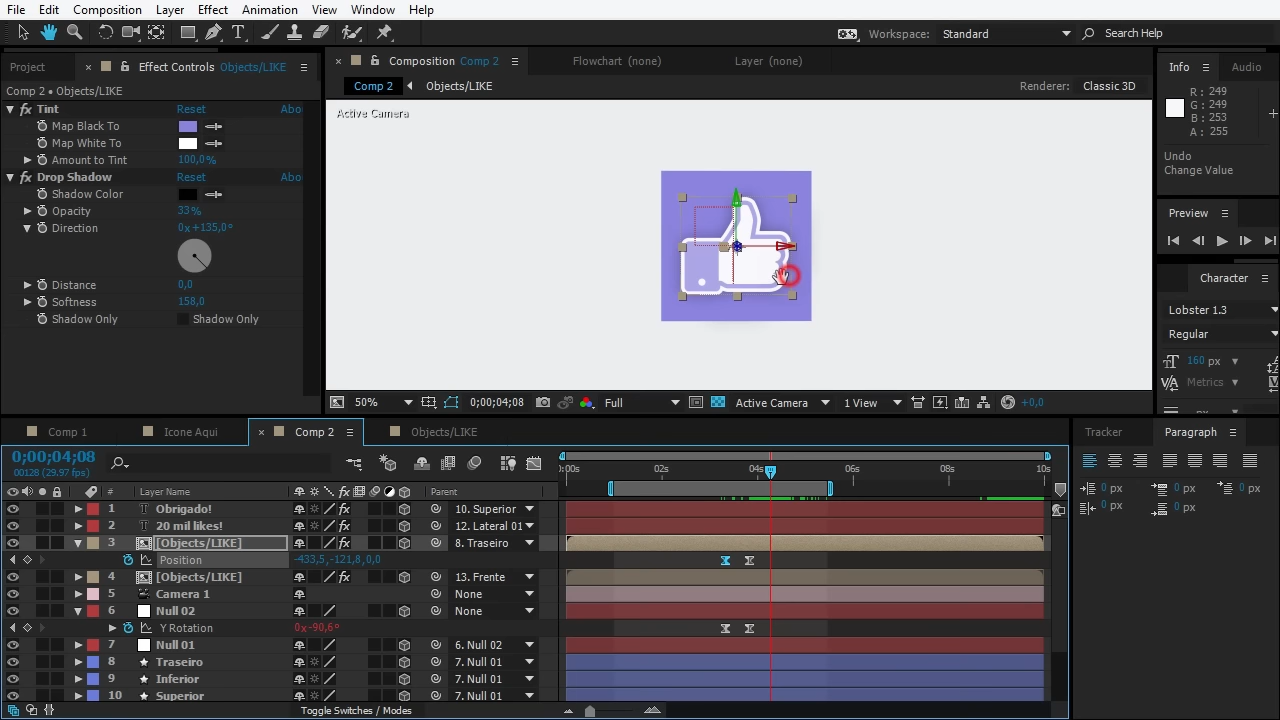 File Edit Composition Layer Effect Animation View Window Help
Workspace: Standard Search Help
Project Effect Controls Objects/LIKE
Comp 2 • Objects/LIKE
Tint Reset Abo
Map Black To
Map White To
Amount to Tint 100,0%
Drop Shadow Reset Abo
Shadow Color
Opacity 33%
Direction 0x+135,0°
Distance 0,0
Softness 158,0
Shadow Only Shadow Only
Composition Comp 2 Flowchart (none) Layer (none)
Comp 2 Objects/LIKE Renderer: Classic 3D
Active Camera
50% 0;00;04;08 Full Active Camera 1 View +0,0
Info Audio
R : 249
G : 249
B : 253
A : 255
Undo
Change Value
Preview
Character
Lobster 1.3
Regular
160 px
Metrics
Comp 1 Icone Aqui Comp 2 Objects/LIKE
0;00;04;08
00128 (29.97 fps)
# Layer Name Parent
:00s 02s 04s 06s 08s 10s
1 Obrigado! 10. Superior
2 20 mil likes! 12. Lateral 01
3 [Objects/LIKE] 8. Traseiro
Position -433,5,-121,8,0,0
4 [Objects/LIKE] 13. Frente
5 Camera 1 None
6 Null 02 None
Y Rotation 0x-90,6°
7 Null 01 6. Null 02
8 Traseiro 7. Null 01
9 Inferior 7. Null 01
10 Superior 7. Null 01
Toggle Switches / Modes
Tracker Paragraph
0 px 0 px 0 px
0 px 0 px